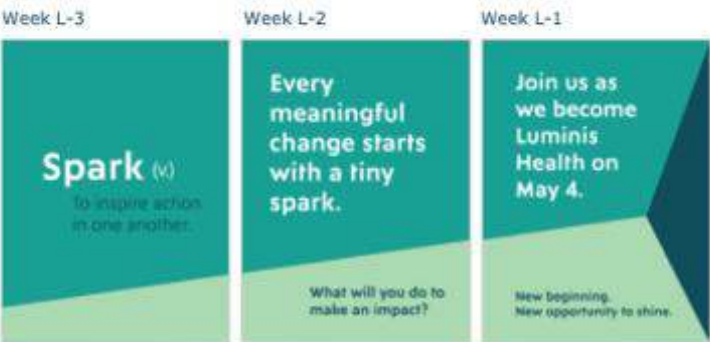 Week L-3
Week L-2
Week L-1
Spark (v.)
To inspire action
in one another.
Every
meaningful
change starts
with a tiny
spark.
What will you do to
make an impact?
Join us as
we become
Luminis
Health on
May 4.
New beginning.
New opportunity to shine.